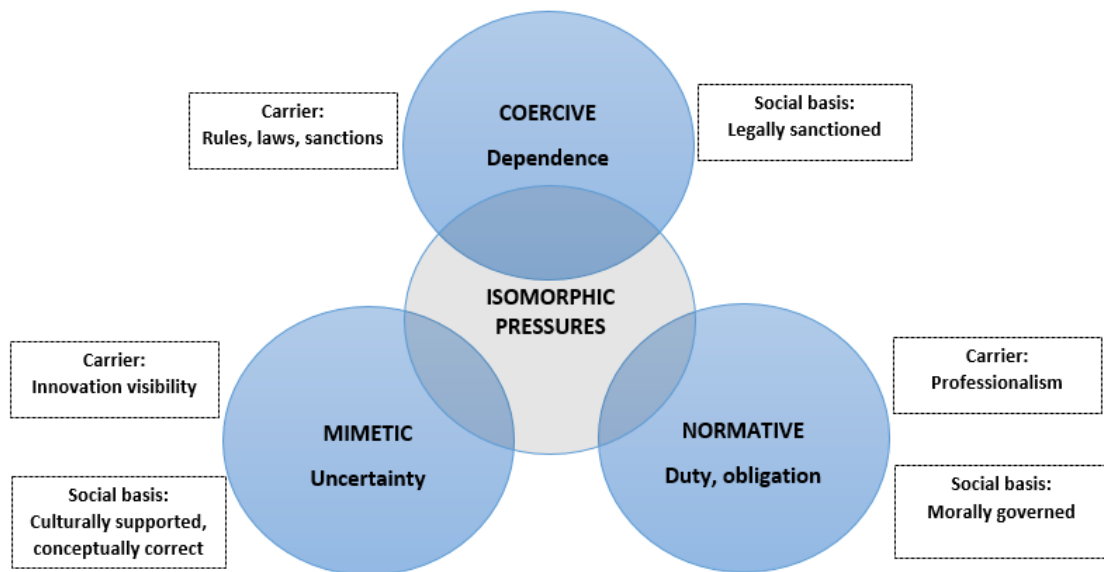 Carrier:
Rules, laws, sanctions
COERCIVE
Dependence
Social basis:
Legally sanctioned
ISOMORPHIC
PRESSURES
Carrier:
Innovation visibility
MIMETIC
Uncertainty
Social basis:
Culturally supported,
conceptually correct
Carrier:
Professionalism
NORMATIVE
Duty, obligation
Social basis:
Morally governed